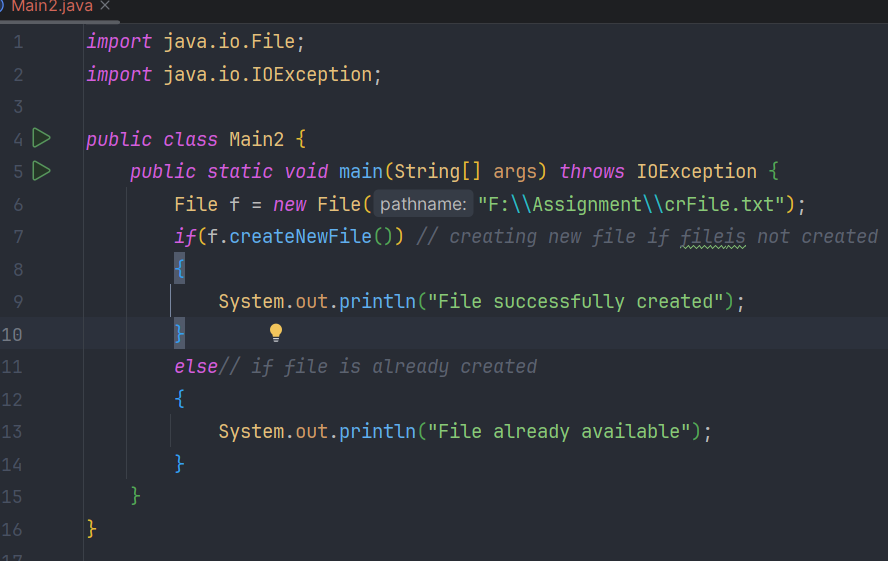 Main2.java ×
1 import java.io.File;
2 import java.io.IOException;
3
4 public class Main2 {
5 public static void main(String[] args) throws IOException {
6 File f = new File( pathname: "F:\\Assignment\\crFile.txt");
7 if(f.createNewFile()) // creating new file if fileis not created
8 {
9 System.out.println("File successfully created");
10 }
11 else// if file is already created
12 {
13 System.out.println("File already available");
14 }
15 }
16 }
17